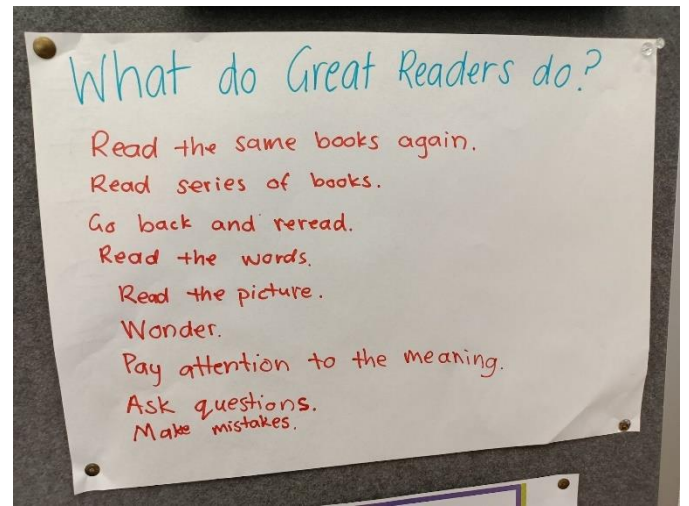 What do Great Readers do?
Read the same books again.
Read series of books.
Go back and reread.
Read the words.
Read the picture.
Wonder.
Pay attention to the meaning.
Ask questions.
Make mistakes.